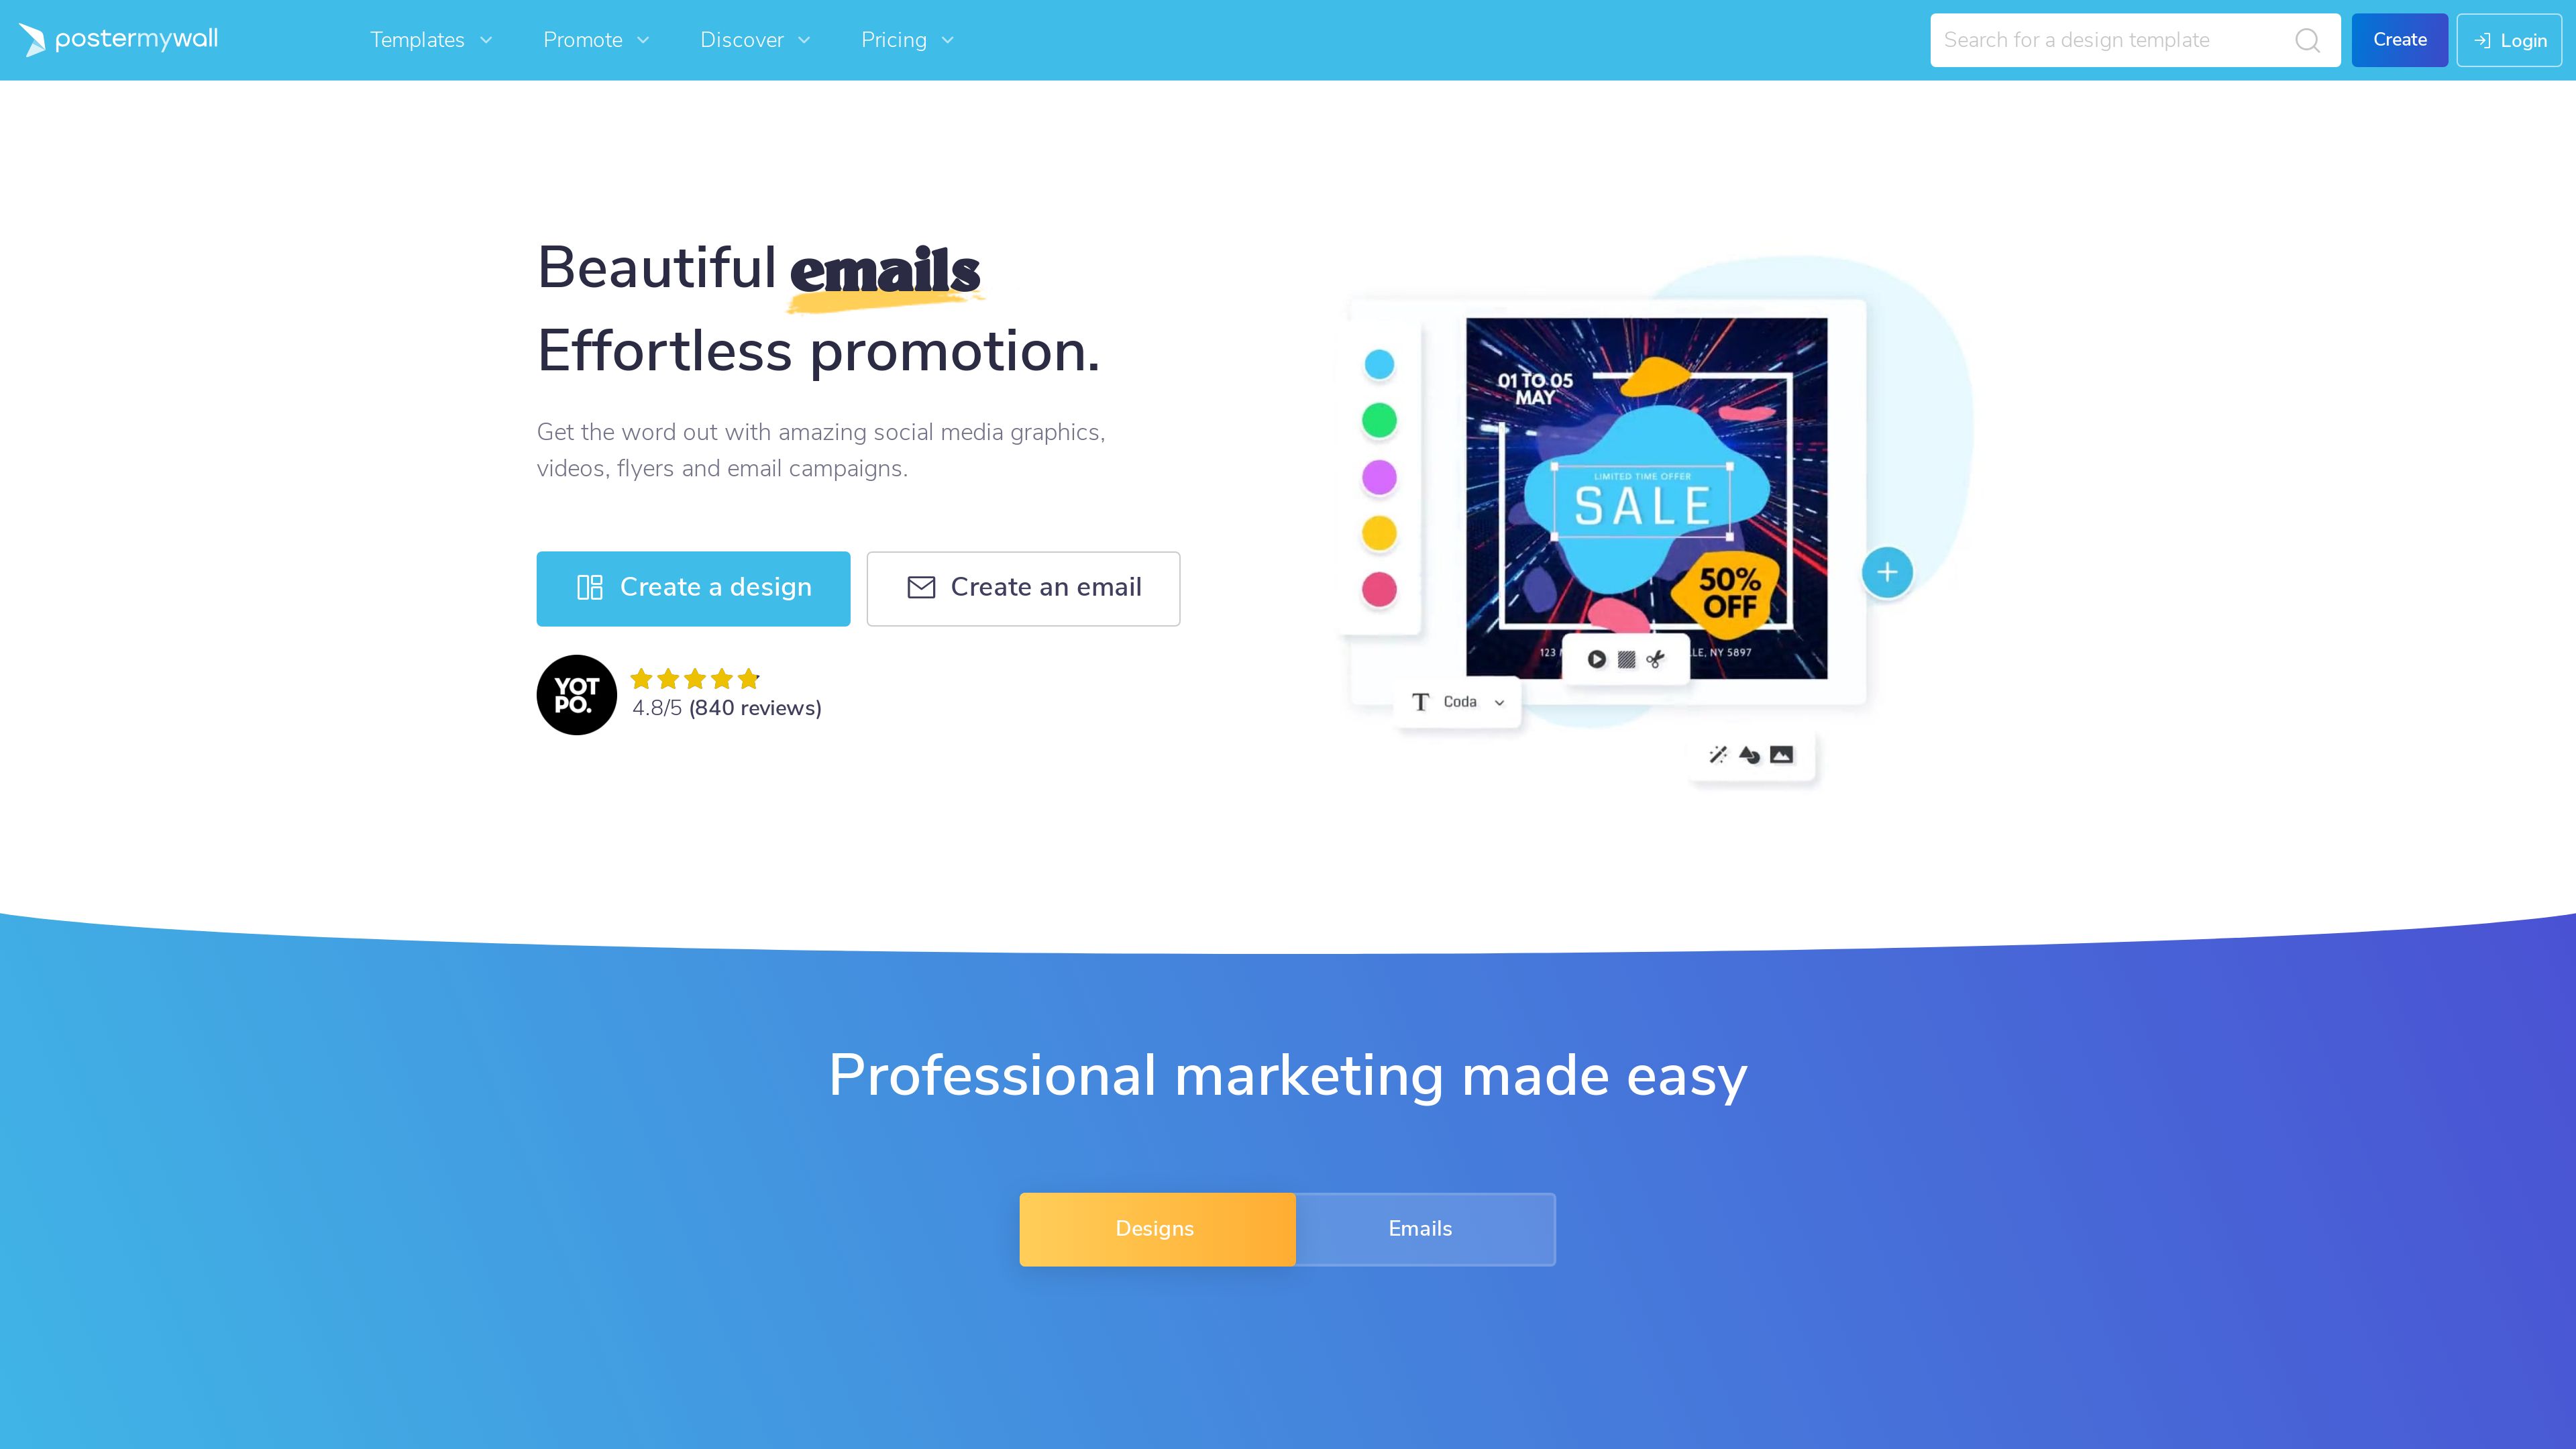 postermywall
Templates
Promote
Discover
Pricing
Search for a design template
Create
Login
Beautiful emails
Effortless promotion.
Get the word out with amazing social media graphics,
videos, flyers and email campaigns.
Create a design
Create an email
YOT
PO.
4.8/5 (840 reviews)
01 TO 05
MAY
LIMITED TIME OFFER
SALE
50%
OFF
123
LE, NY 5897
T Coda
Professional marketing made easy
Designs
Emails